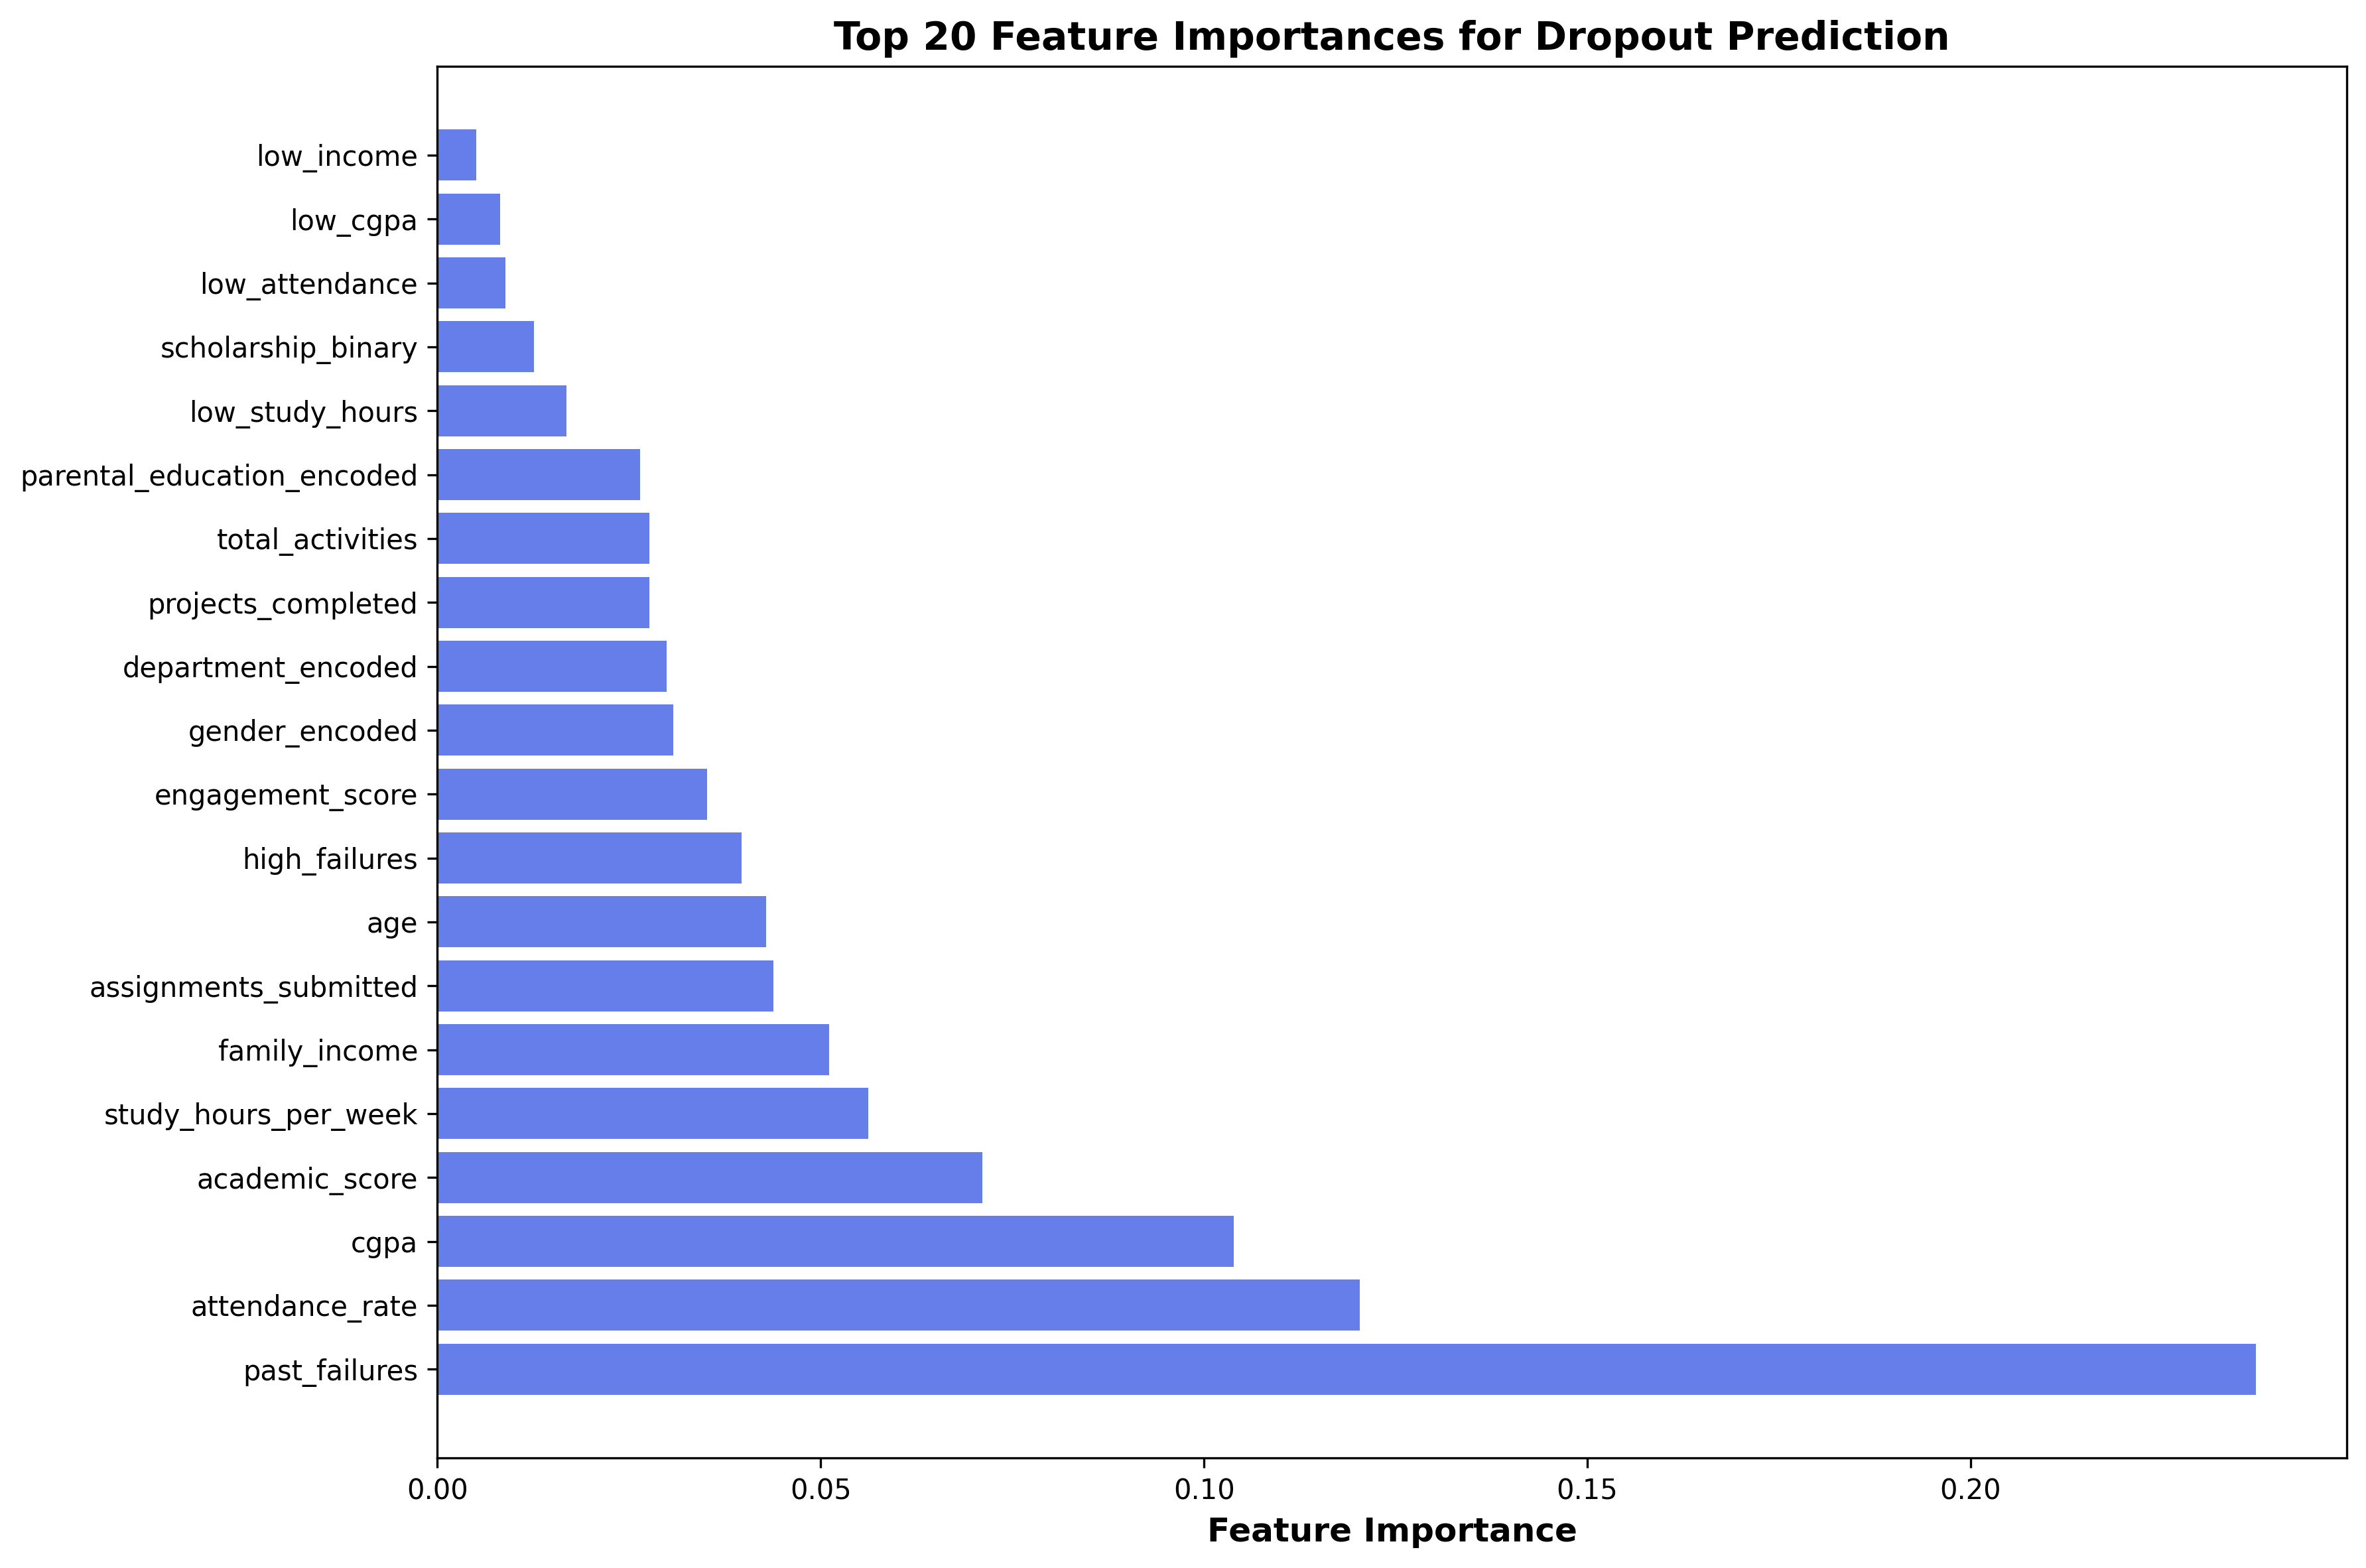 Top 20 Feature Importances for Dropout Prediction
low_income
low_cgpa
low_attendance
scholarship_binary
low_study_hours
parental_education_encoded
total_activities
projects_completed
department_encoded
gender_encoded
engagement_score
high_failures
age
assignments_submitted
family_income
study_hours_per_week
academic_score
cgpa
attendance_rate
past_failures
0.00 0.05 0.10 0.15 0.20
Feature Importance